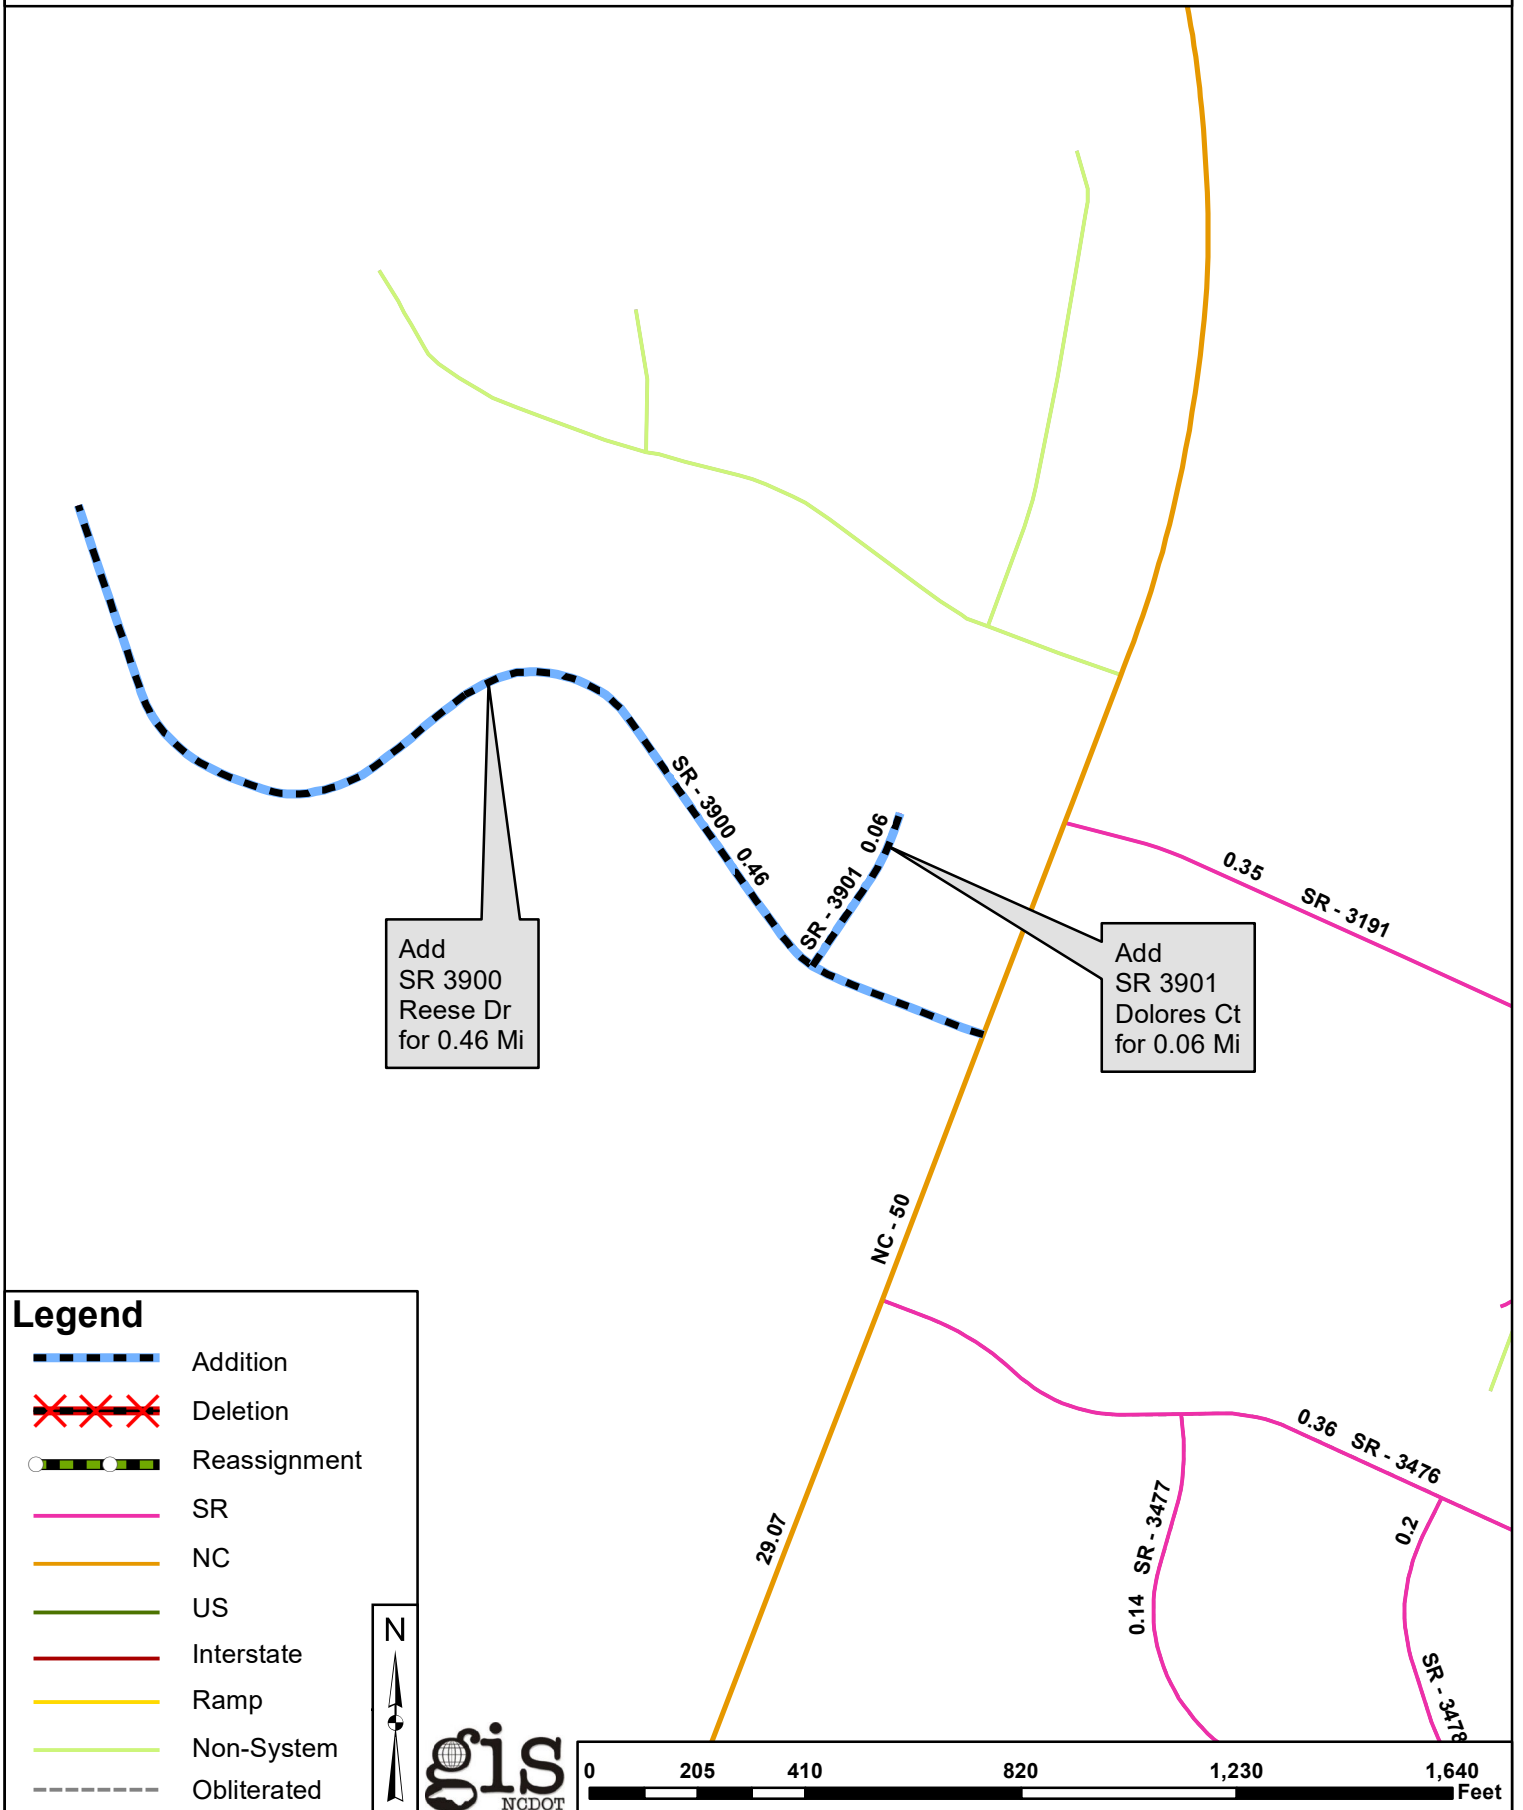 SR - 3900 0.46
SR - 3901 0.06
0.35 SR - 3191
Add
SR 3900
Reese Dr
for 0.46 Mi
Add
SR 3901
Dolores Ct
for 0.06 Mi
NC - 50
29.07
0.36 SR - 3476
0.14 SR - 3477
0.2 SR - 3478
Legend
Addition
Deletion
Reassignment
SR
NC
US
Interstate
Ramp
Non-System
Obliterated
N
gis
NCDOT
0 205 410 820 1,230 1,640
Feet